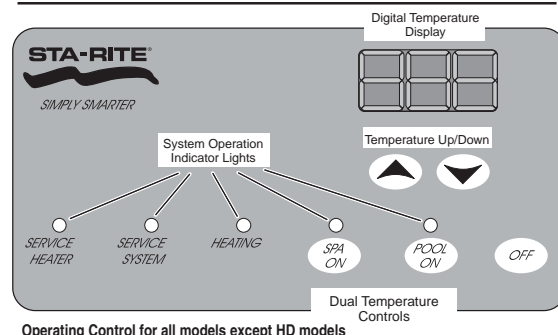 Digital Temperature
Display
STA-RITE®
SIMPLY SMARTER
System Operation
Indicator Lights
Temperature Up/Down
SERVICE
HEATER
SERVICE
SYSTEM
HEATING
SPA
ON
POOL
ON
OFF
Dual Temperature
Controls
Operating Control for all models except HD models